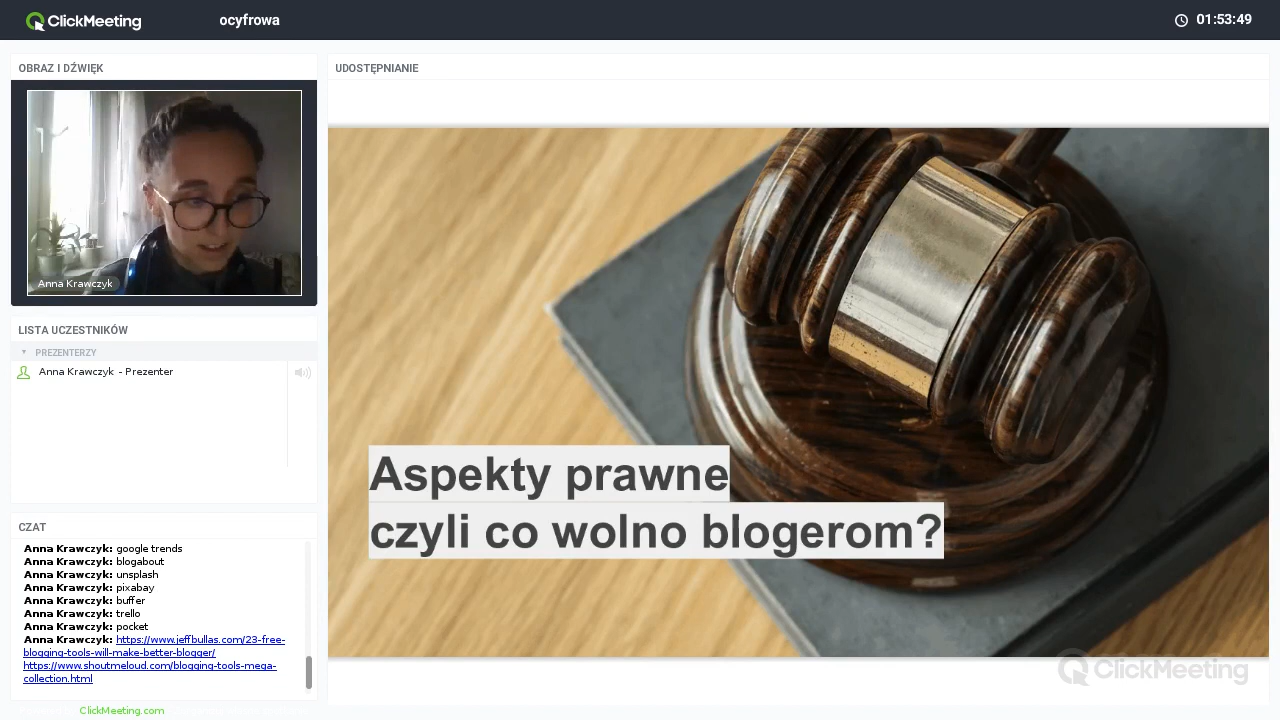 ClickMeeting
ocyfrowa
01:53:49
OBRAZ I DŹWIĘK
Anna Krawczyk
LISTA UCZESTNIKÓW
PREZENTERZY
Anna Krawczyk - Prezenter
CZAT
Anna Krawczyk: google trends
Anna Krawczyk: blogabout
Anna Krawczyk: unsplash
Anna Krawczyk: pixabay
Anna Krawczyk: buffer
Anna Krawczyk: trello
Anna Krawczyk: pocket
Anna Krawczyk: https://www.jeffbullas.com/23-free-
blogging-tools-will-make-better-blogger/
https://www.shoutmeloud.com/blogging-tools-mega-
collection.html
ClickMeeting.com
UDOSTĘPNIANIE
Aspekty prawne
czyli co wolno blogerom?
ClickMeeting